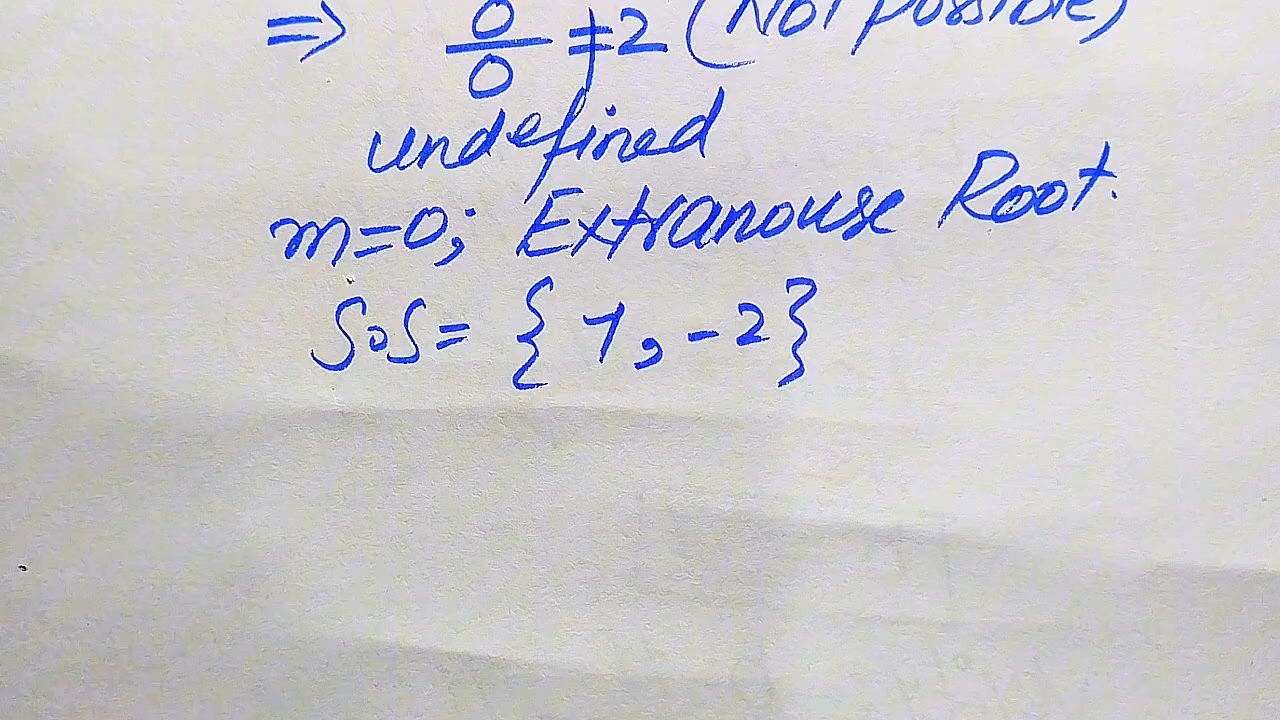 ⇒ 0/0 ≠ 2 (Not possible)
undefined
m=0; Extranouse Root.
SoS = { 1, -2}